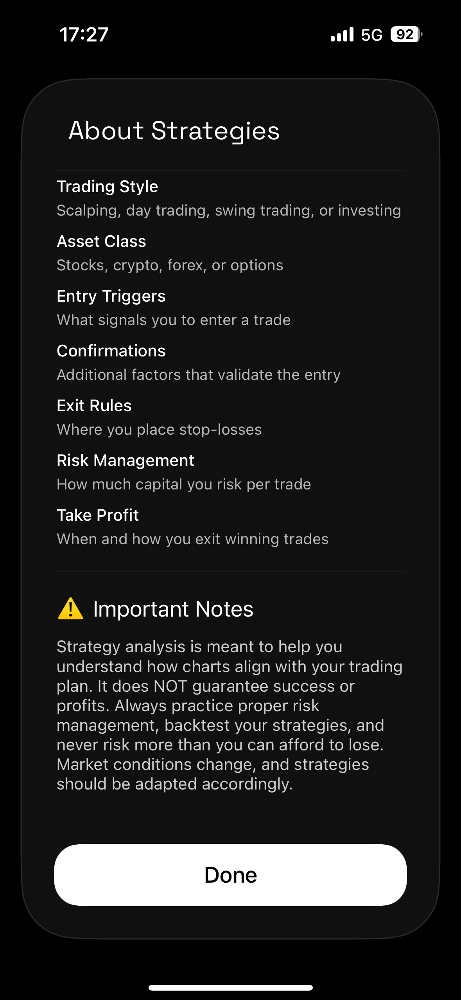 17:27
5G
92
About Strategies
Trading Style
Scalping, day trading, swing trading, or investing
Asset Class
Stocks, crypto, forex, or options
Entry Triggers
What signals you to enter a trade
Confirmations
Additional factors that validate the entry
Exit Rules
Where you place stop-losses
Risk Management
How much capital you risk per trade
Take Profit
When and how you exit winning trades
⚠️ Important Notes
Strategy analysis is meant to help you
understand how charts align with your trading
plan. It does NOT guarantee success or
profits. Always practice proper risk
management, backtest your strategies, and
never risk more than you can afford to lose.
Market conditions change, and strategies
should be adapted accordingly.
Done